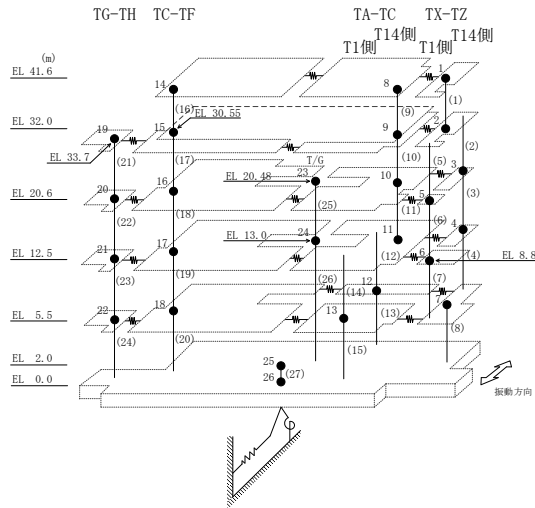 TG-TH TC-TF TA-TC TX-TZ
T14側 T14側
T1側 T1側
(m)
EL 41.6
14 8 1
(16) EL 30.55 (9) (1)
EL 32.0
19 15 9 2
(21) (17) (10) (2)
EL 33.7
T/G
EL 20.6
20 16 EL 20.48 23 10 (5) 3
(22) (18) (25) (11) 5 (3)
EL 13.0 24 11 (6) 4
EL 12.5
21 17 (12) 6 (4) EL 8.8
(23) (19) (26) (14) 12 (7)
EL 5.5
22 18 13 (13) 7
(24) (20) (15) (8)
EL 2.0
25
EL 0.0
26 (27)
振動方向